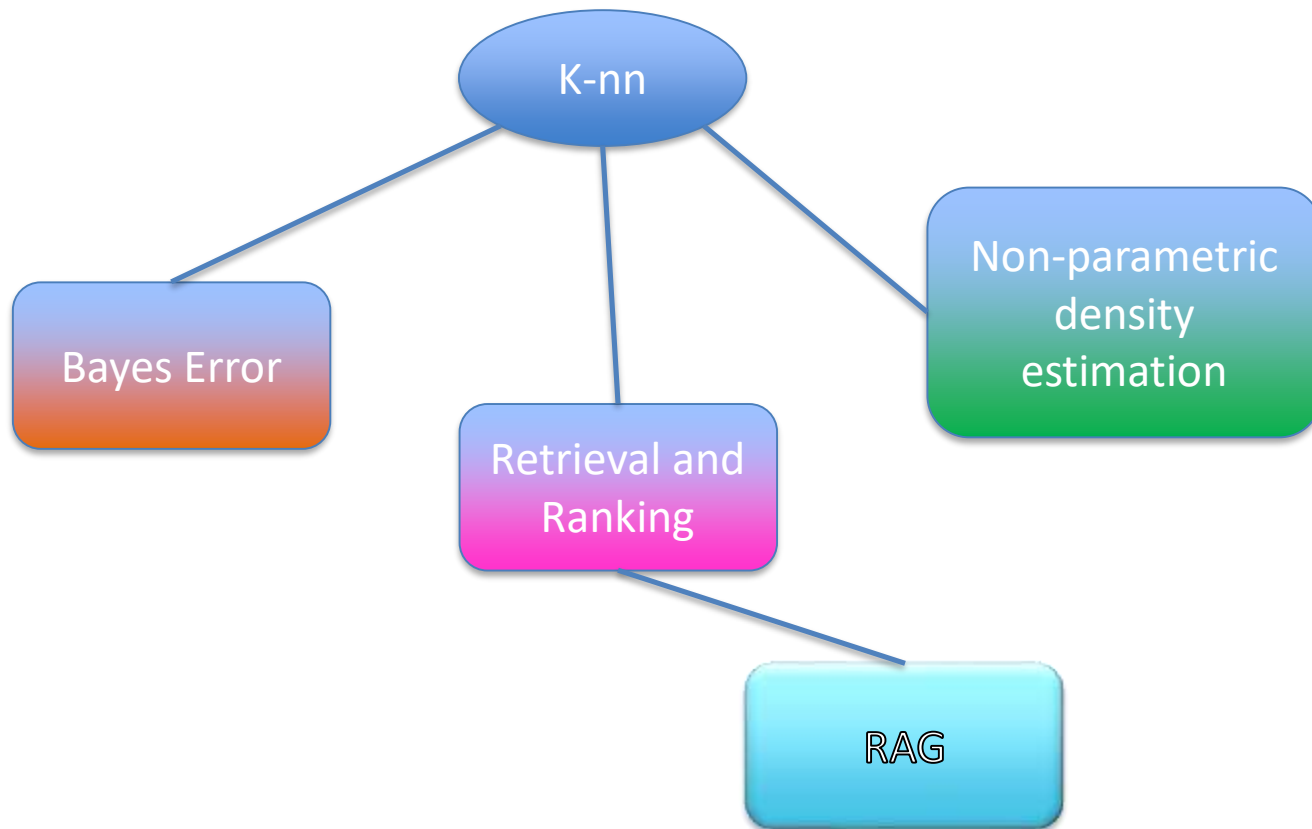 K-nn
Bayes Error
Non-parametric
density
estimation
Retrieval and
Ranking
RAG